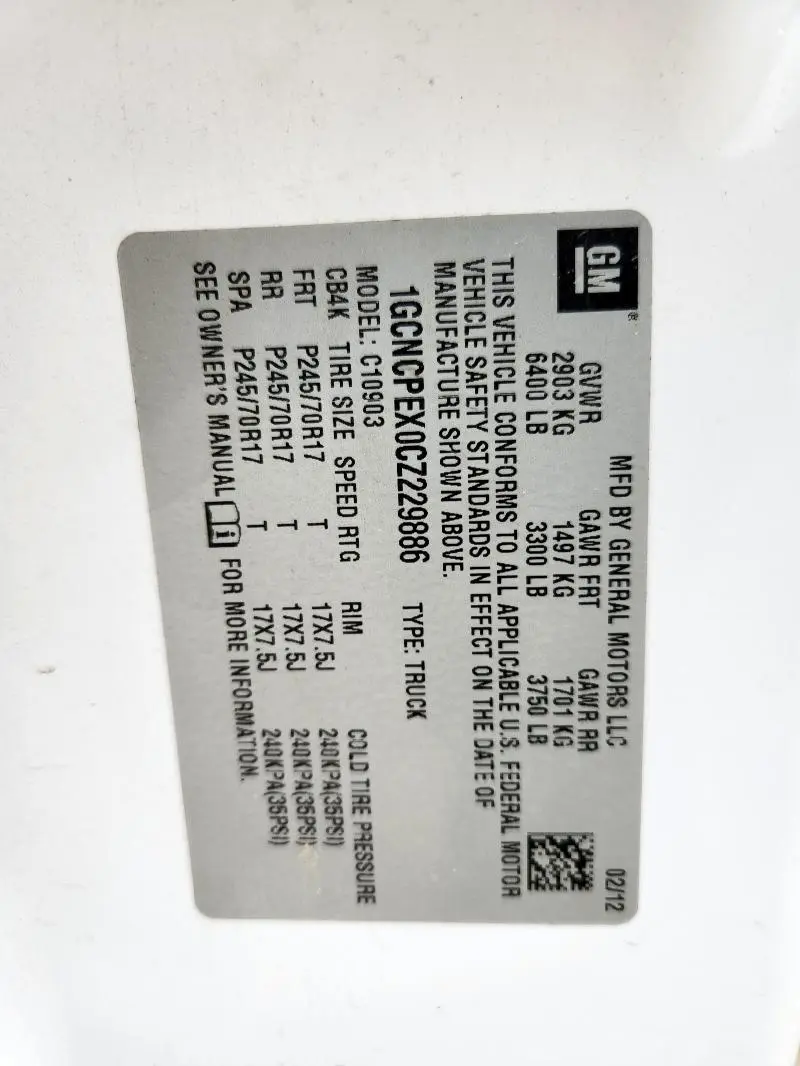 GM®
MFD BY GENERAL MOTORS LLC 02/12
GVWR GAWR FRT GAWR RR
2903 KG 1497 KG 1701 KG
6400 LB 3300 LB 3750 LB
THIS VEHICLE CONFORMS TO ALL APPLICABLE U.S. FEDERAL MOTOR
VEHICLE SAFETY STANDARDS IN EFFECT ON THE DATE OF
MANUFACTURE SHOWN ABOVE.
1GCNCPEX0CZ229886 TYPE: TRUCK
MODEL: C10903
CB4K TIRE SIZE SPEED RTG RIM COLD TIRE PRESSURE
FRT P245/70R17 T 17X7.5J 240KPA(35PSI)
RR P245/70R17 T 17X7.5J 240KPA(35PSI)
SPA P245/70R17 T 17X7.5J 240KPA(35PSI)
SEE OWNER'S MANUAL i FOR MORE INFORMATION.